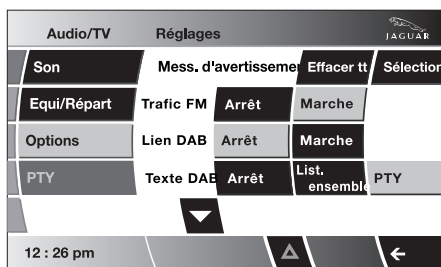 Audio/TV Réglages JAGUAR
Son Mess. d'avertissemer Effacer tt Sélection
Equi/Répart Trafic FM Arrêt Marche
Options Lien DAB Arrêt Marche
PTY Texte DAB Arrêt List. ensemble PTY
12 : 26 pm